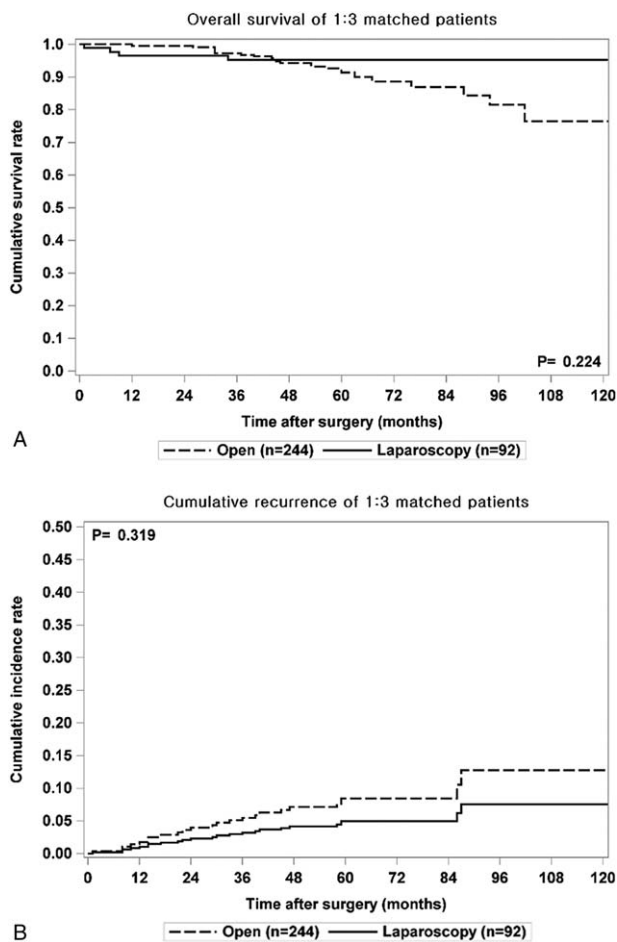 Overall survival of 1:3 matched patients
Cumulative survival rate
1.0
0.9
0.8
0.7
0.6
0.5
0.4
0.3
0.2
0.1
0.0
P= 0.224
0 12 24 36 48 60 72 84 96 108 120
Time after surgery (months)
A
Open (n=244) Laparoscopy (n=92)
Cumulative recurrence of 1:3 matched patients
Cumulative incidence rate
P= 0.319
0.50
0.45
0.40
0.35
0.30
0.25
0.20
0.15
0.10
0.05
0.00
0 12 24 36 48 60 72 84 96 108 120
Time after surgery (months)
B
Open (n=244) Laparoscopy (n=92)